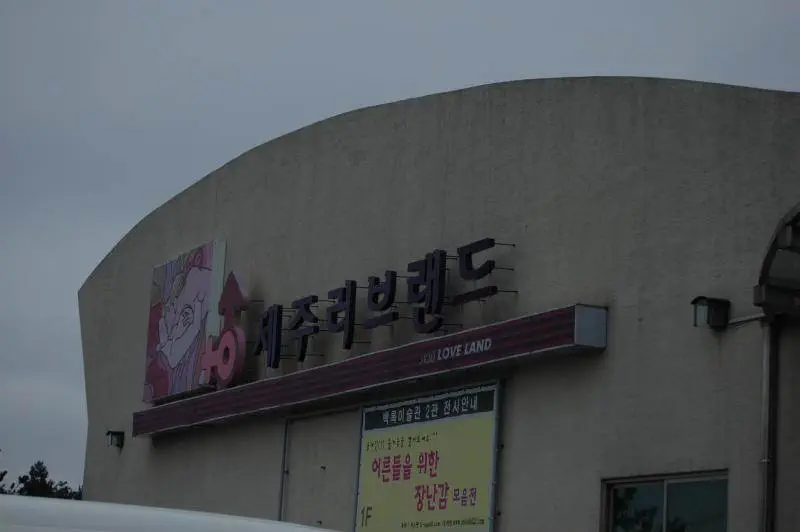 제주러브랜드
JEJU LOVE LAND
백록미술관 2관 전시안내
어른들을 위한
장난감 모음전
1F